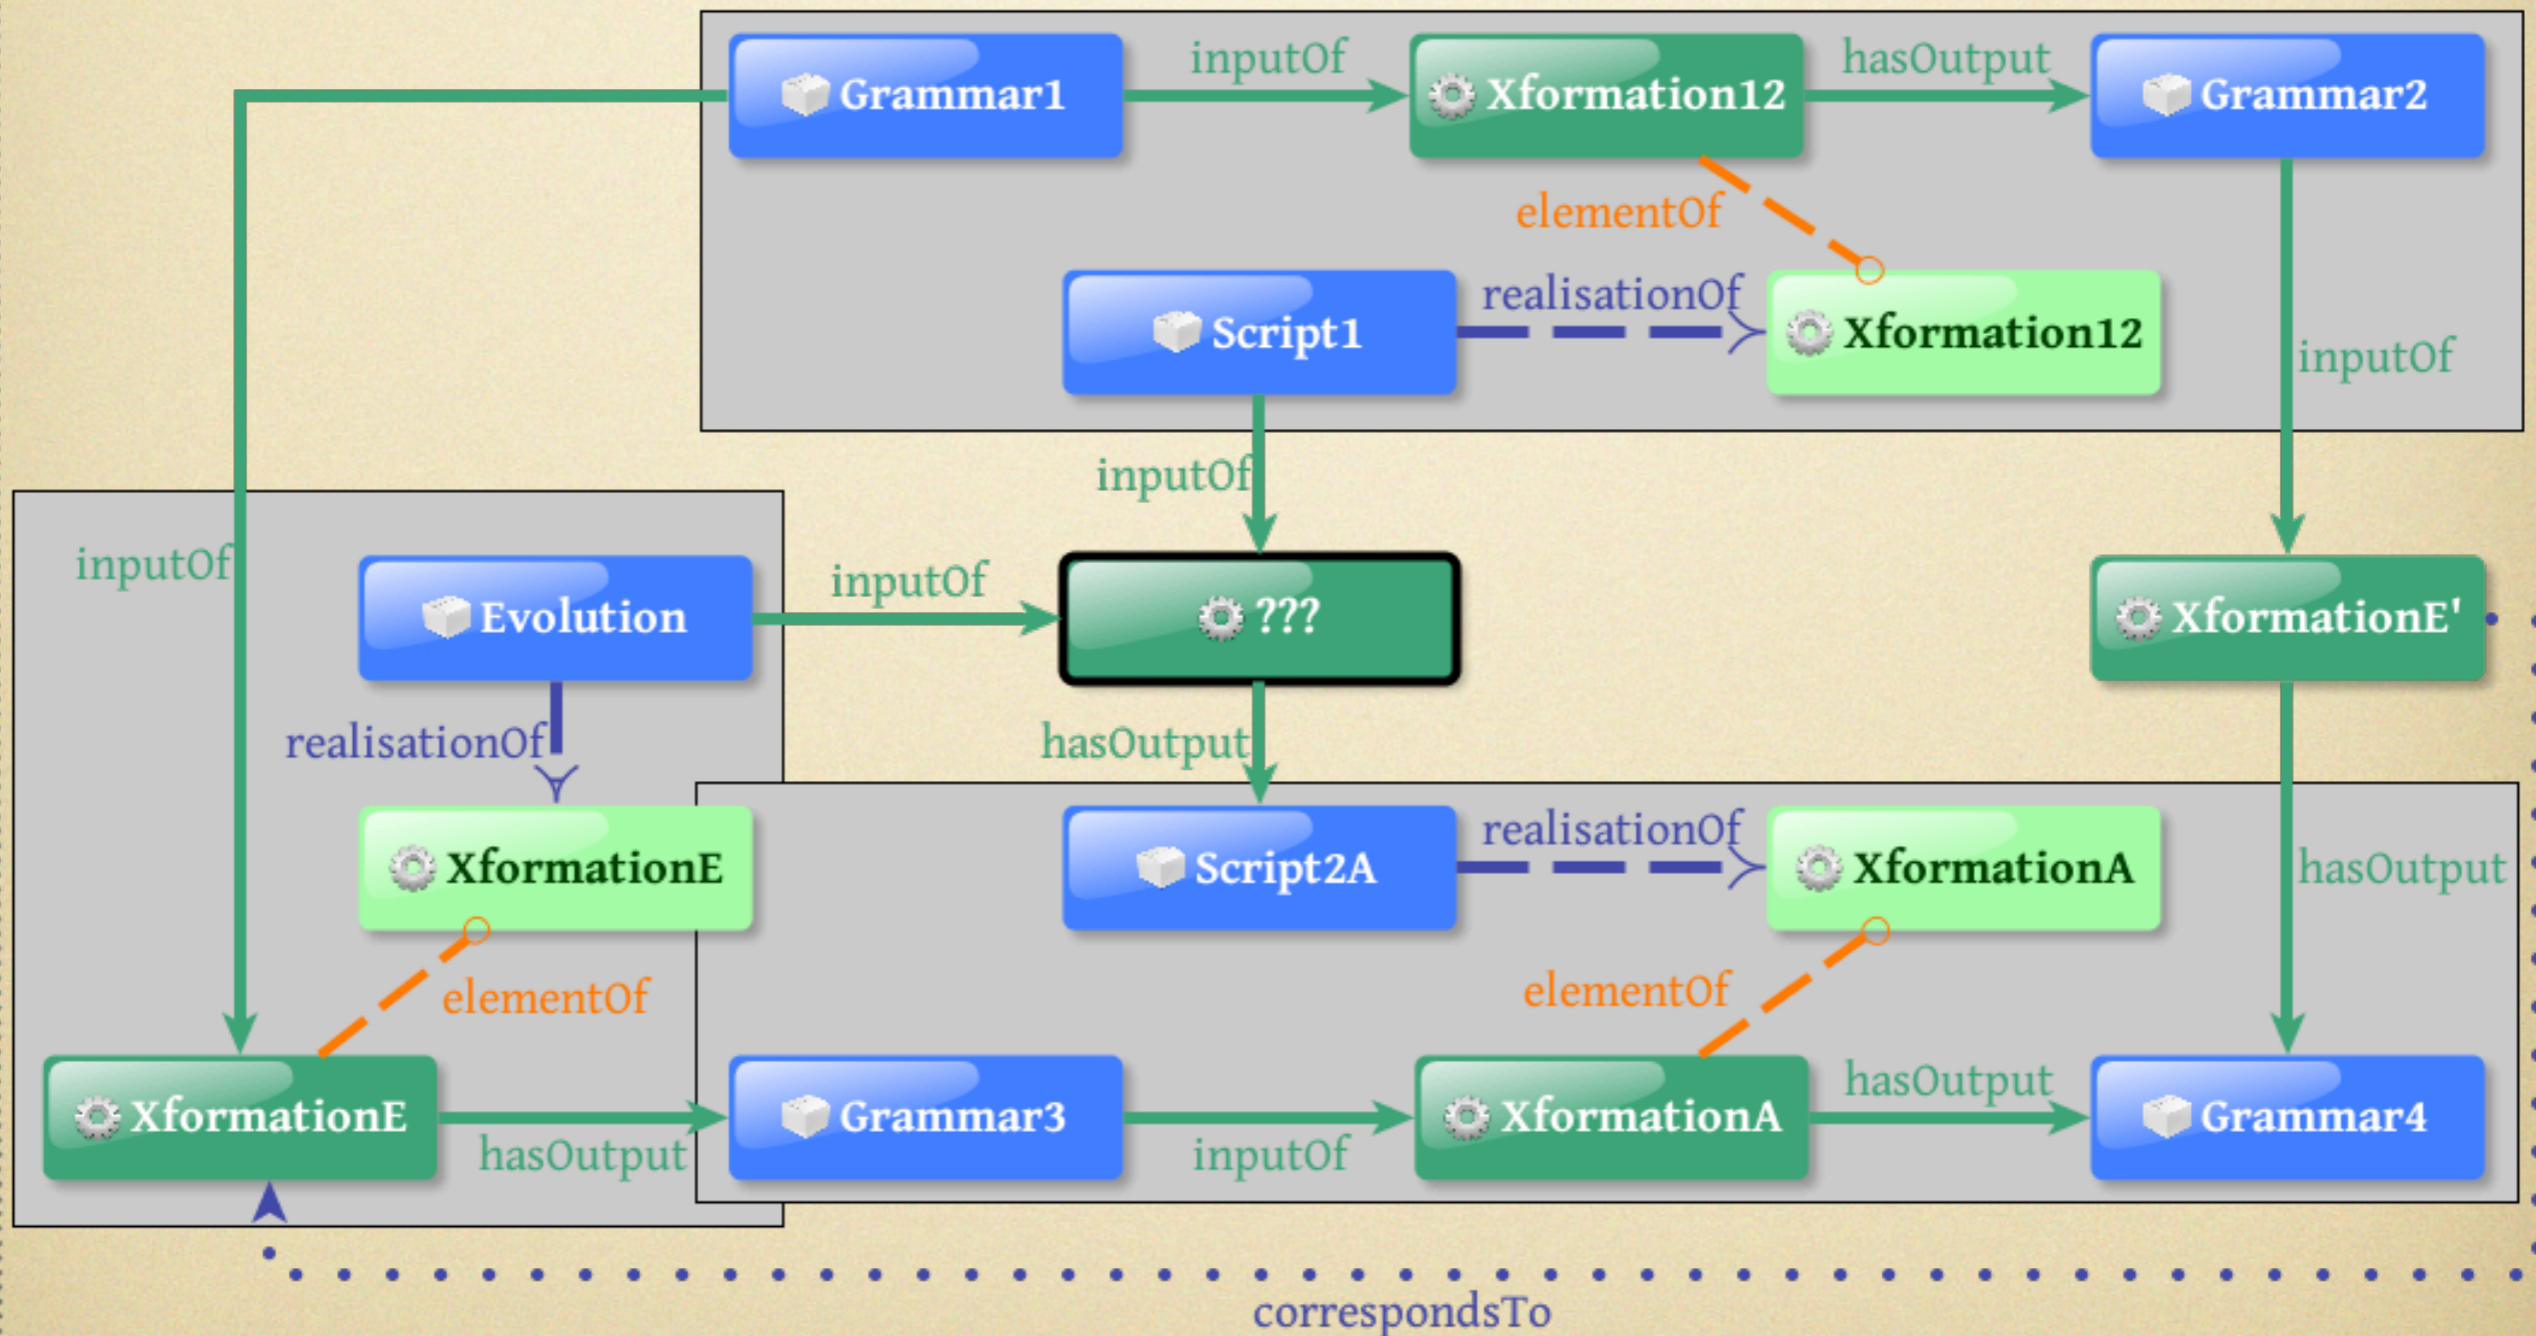 inputOf
hasOutput
Grammar1
Xformation12
Grammar2
elementOf
realisationOf
Script1
Xformation12
inputOf
inputOf
inputOf
inputOf
Evolution
???
XformationE'
realisationOf
hasOutput
realisationOf
XformationE
Script2A
XformationA
hasOutput
elementOf
elementOf
hasOutput
XformationE
Grammar3
XformationA
Grammar4
hasOutput
inputOf
correspondsTo